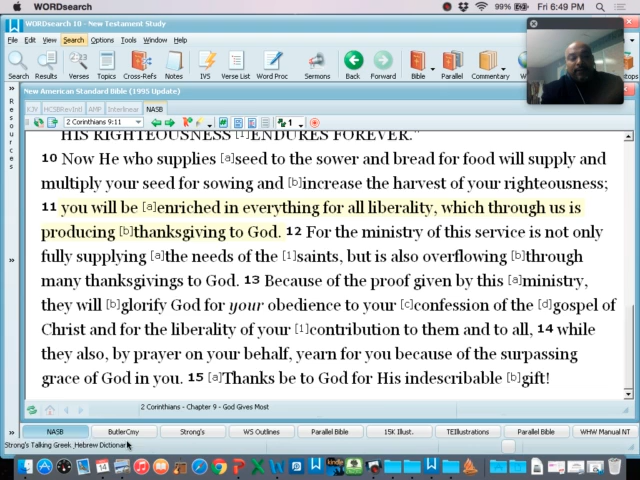 WORDsearch
99%
Fri 6:49 PM
WORDsearch 10 - New Testament Study
File Edit View Search Options Tools Window Help
Search Results Verses Topics Cross-Refs Notes IVS Verse List Word Proc Sermons Back Forward Bible Parallel Commentary
New American Standard Bible (1995 Update)
KJV HCSBRevInll AMP Interlinear NASB
2 Corinthians 9:11
Resources
HIS RIGHTEOUSNESS [1]ENDURES FOREVER."
10 Now He who supplies [a]seed to the sower and bread for food will supply and
multiply your seed for sowing and [b]increase the harvest of your righteousness;
11 you will be [a]enriched in everything for all liberality, which through us is
producing [b]thanksgiving to God. 12 For the ministry of this service is not only
fully supplying [a]the needs of the [1]saints, but is also overflowing [b]through
many thanksgivings to God. 13 Because of the proof given by this [a]ministry,
they will [b]glorify God for your obedience to your [c]confession of the [d]gospel of
Christ and for the liberality of your [1]contribution to them and to all, 14 while
they also, by prayer on your behalf, yearn for you because of the surpassing
grace of God in you. 15 [a]Thanks be to God for His indescribable [b]gift!
2 Corinthians - Chapter 9 - God Gives Most
NASB ButlerCmy Strong's WS Outlines Parallel Bible 15K Illust. TEIllustrations Parallel Bible WHW Manual NT
Strong's Talking Greek ,Hebrew Dictionary